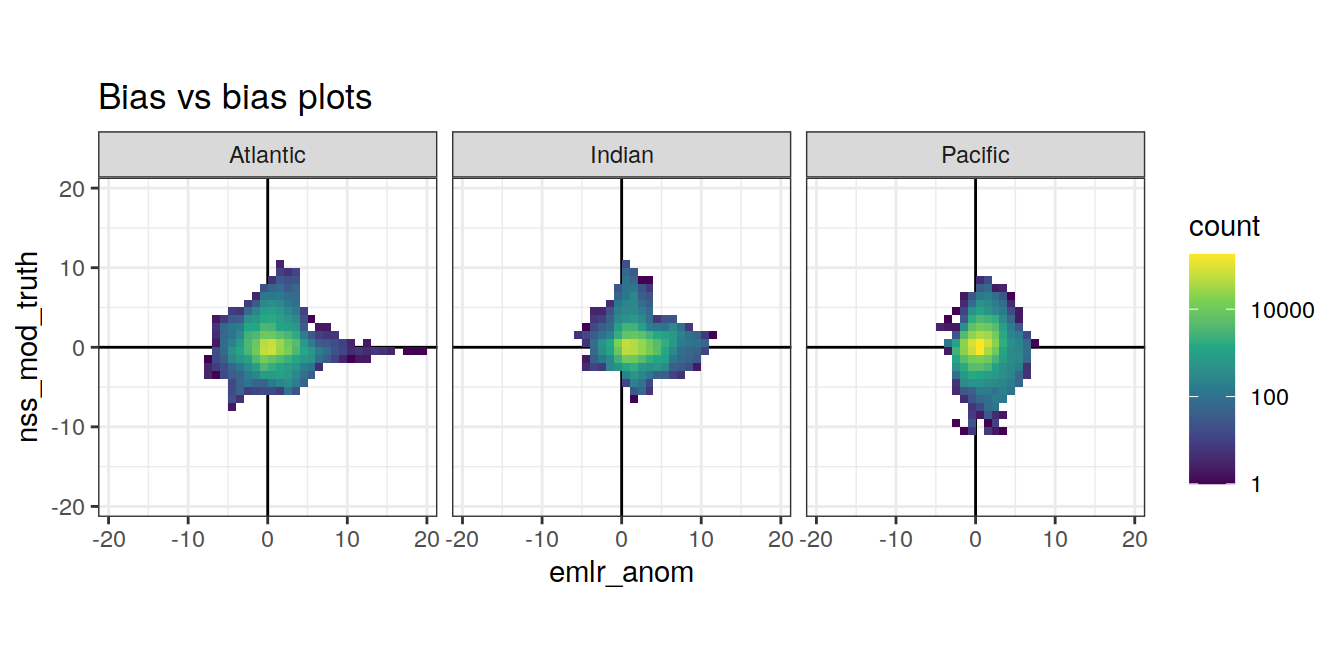 Bias vs bias plots
Atlantic Indian Pacific
nss_mod_truth
20
10
0
-10
-20
-20 -10 0 10 20 -20 -10 0 10 20 -20 -10 0 10 20
emlr_anom
count
10000
100
1